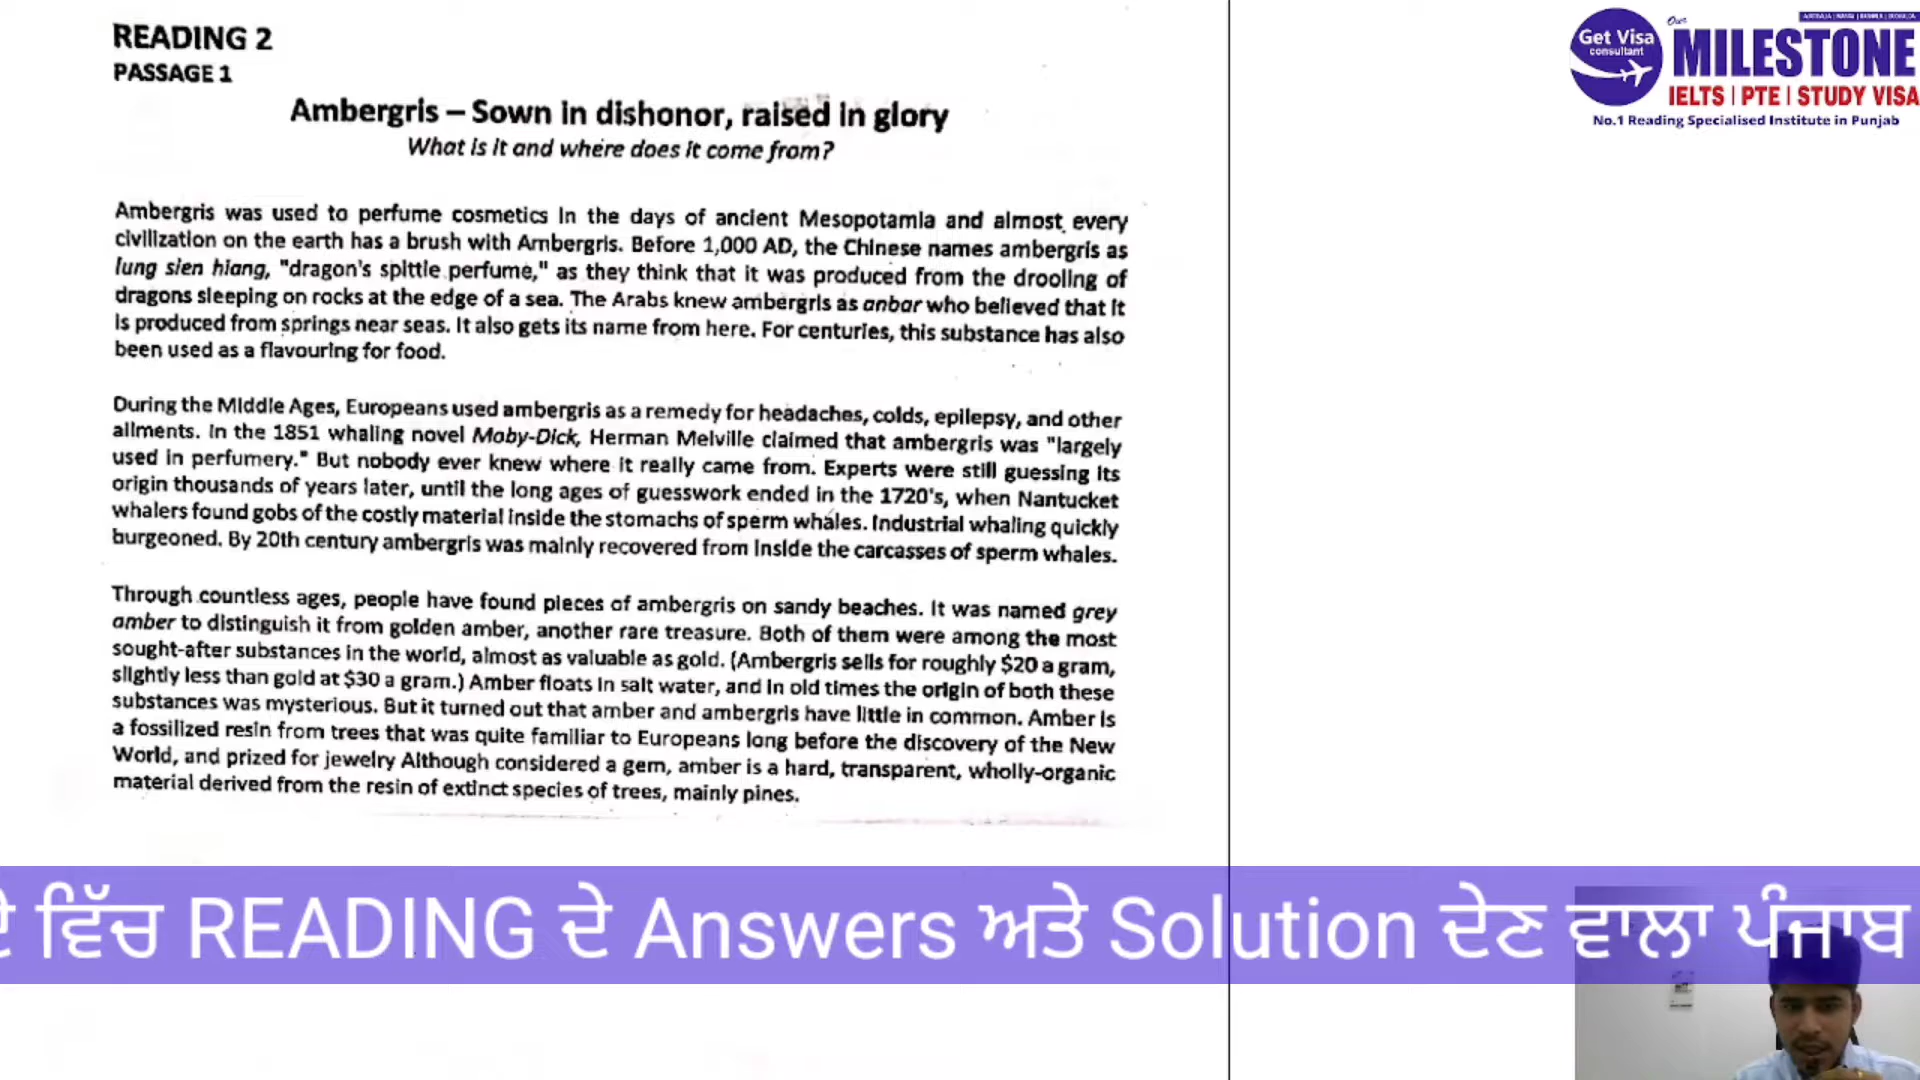 READING 2
PASSAGE 1
Ambergris – Sown in dishonor, raised in glory
What is it and where does it come from?
Ambergris was used to perfume cosmetics in the days of ancient Mesopotamia and almost every
civilization on the earth has a brush with Ambergris. Before 1,000 AD, the Chinese names ambergris as
lung sien hiang, "dragon's spittle perfume," as they think that it was produced from the drooling of
dragons sleeping on rocks at the edge of a sea. The Arabs knew ambergris as anbar who believed that it
is produced from springs near seas. It also gets its name from here. For centuries, this substance has also
been used as a flavouring for food.
During the Middle Ages, Europeans used ambergris as a remedy for headaches, colds, epilepsy, and other
ailments. In the 1851 whaling novel Moby-Dick, Herman Melville claimed that ambergris was "largely
used in perfumery." But nobody ever knew where it really came from. Experts were still guessing its
origin thousands of years later, until the long ages of guesswork ended in the 1720's, when Nantucket
whalers found gobs of the costly material inside the stomachs of sperm whales. Industrial whaling quickly
burgeoned. By 20th century ambergris was mainly recovered from inside the carcasses of sperm whales.
Through countless ages, people have found pieces of ambergris on sandy beaches. It was named grey
amber to distinguish it from golden amber, another rare treasure. Both of them were among the most
sought-after substances in the world, almost as valuable as gold. (Ambergris sells for roughly $20 a gram,
slightly less than gold at $30 a gram.) Amber floats in salt water, and in old times the origin of both these
substances was mysterious. But it turned out that amber and ambergris have little in common. Amber is
a fossilized resin from trees that was quite familiar to Europeans long before the discovery of the New
World, and prized for jewelry Although considered a gem, amber is a hard, transparent, wholly-organic
material derived from the resin of extinct species of trees, mainly pines.
Get Visa
consultant
Our
MILESTONE
IELTS | PTE | STUDY VISA
No.1 Reading Specialised Institute in Punjab
ਵਿੱਚ READING ਦੇ Answers ਅਤੇ Solution ਦੇਣ ਵਾਲਾ ਪੰਜਾਬ